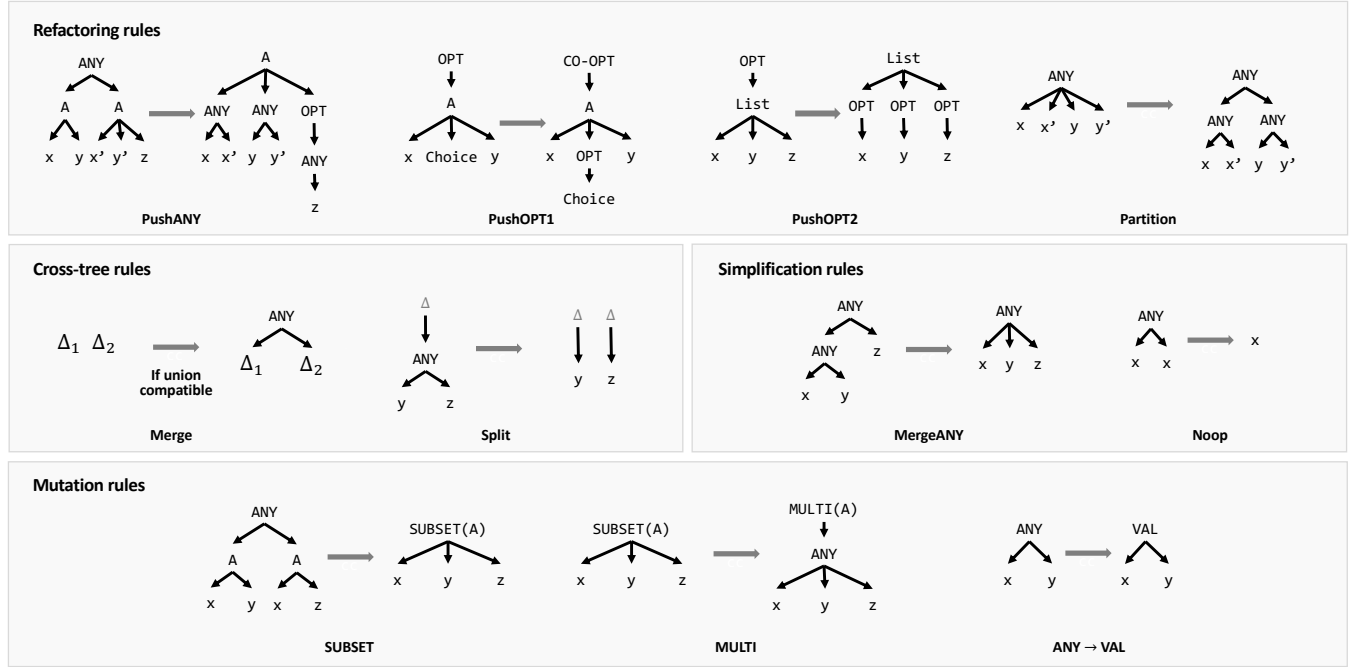 Refactoring rules
ANY
A A
x y x' y' z
A
ANY ANY OPT
x x' y y' ANY
z
PushANY
OPT
A
x Choice y
CO-OPT
A
x OPT y
Choice
PushOPT1
OPT
List
x y z
List
OPT OPT OPT
x y z
PushOPT2
ANY
x x' y y'
ANY
ANY ANY
x x' y y'
Partition
Cross-tree rules
Δ1 Δ2
If union
compatible
ANY
Δ1 Δ2
Merge
Δ
ANY
y z
Δ Δ
y z
Split
Simplification rules
ANY
ANY z
x y
ANY
x y z
MergeANY
ANY
x x
x
Noop
Mutation rules
ANY
A A
x y x z
SUBSET(A)
x y z
SUBSET
SUBSET(A)
x y z
MULTI(A)
ANY
x y z
MULTI
ANY
x y
VAL
x y
ANY → VAL